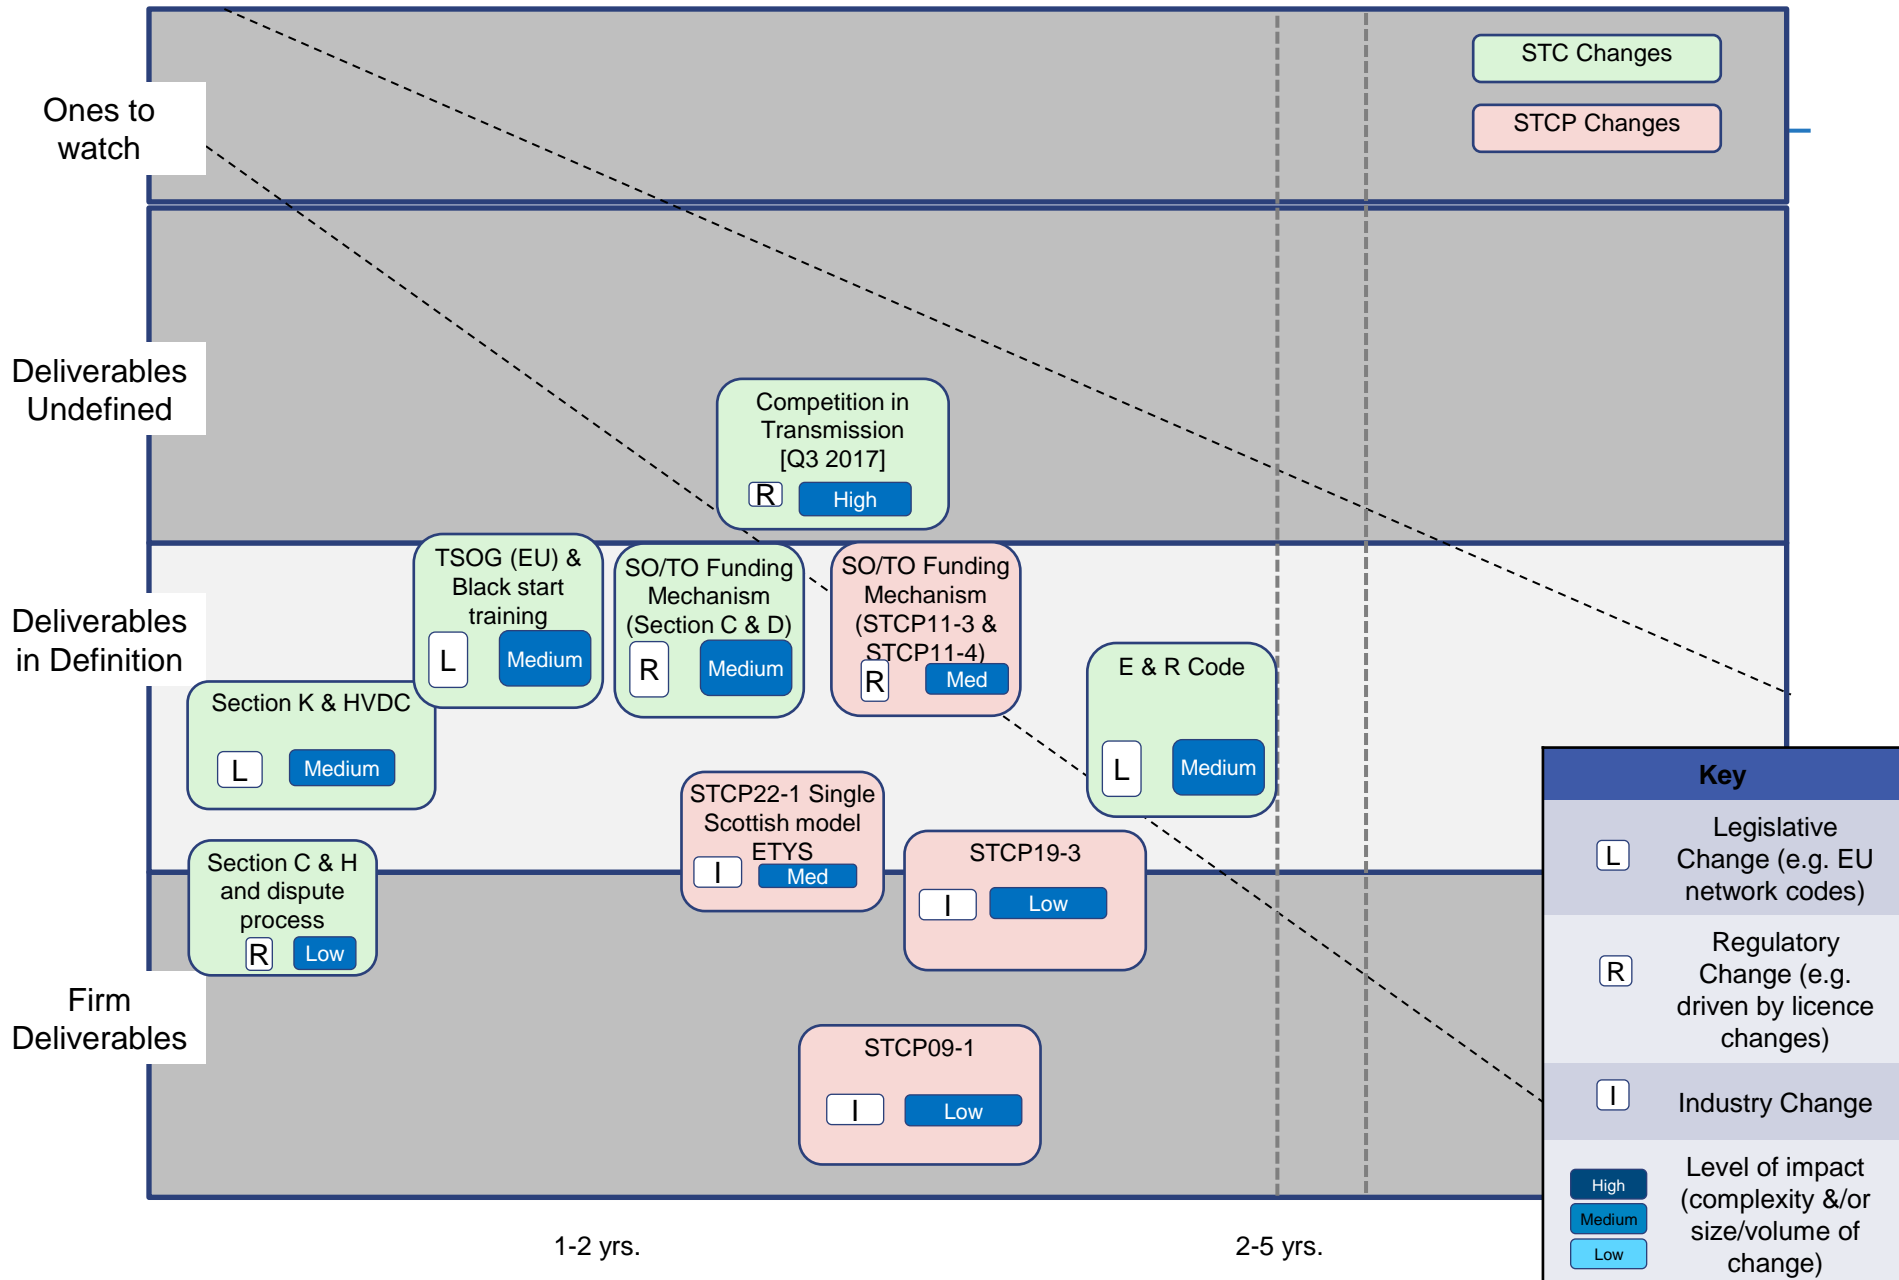 STC Changes
STCP Changes
Ones to
watch
Deliverables
Undefined
Competition in
Transmission
[Q3 2017]
R
High
Deliverables
in Definition
TSOG (EU) &
Black start
training
L
Medium
SO/TO Funding
Mechanism
(Section C & D)
R
Medium
SO/TO Funding
Mechanism
(STCP11-3 &
STCP11-4)
R
Med
E & R Code
L
Medium
Section K & HVDC
L
Medium
STCP22-1 Single
Scottish model
ETYS
I
Med
STCP19-3
I
Low
Section C & H
and dispute
process
R
Low
Firm
Deliverables
STCP09-1
I
Low
Key
L
Legislative
Change (e.g. EU
network codes)
R
Regulatory
Change (e.g.
driven by licence
changes)
I
Industry Change
High
Medium
Low
Level of impact
(complexity &/or
size/volume of
change)
1-2 yrs.
2-5 yrs.